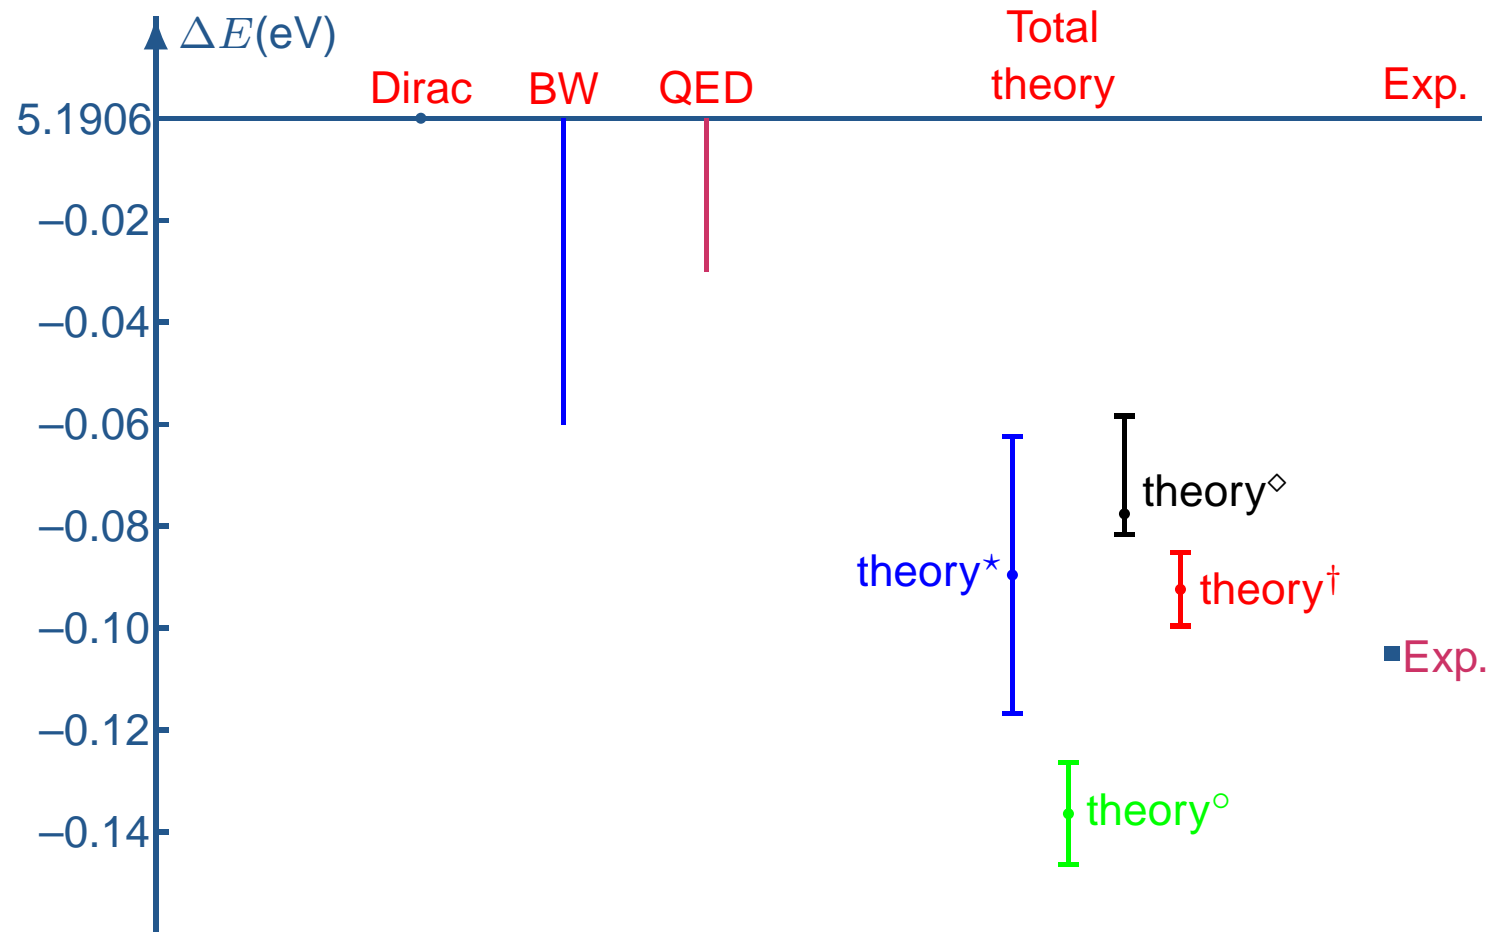 ΔE(eV)
Total
theory
Dirac BW QED Exp.
5.1906
–0.02
–0.04
–0.06
theory◇
–0.08
theory⋆
theory†
–0.10
Exp.
–0.12
theory○
–0.14